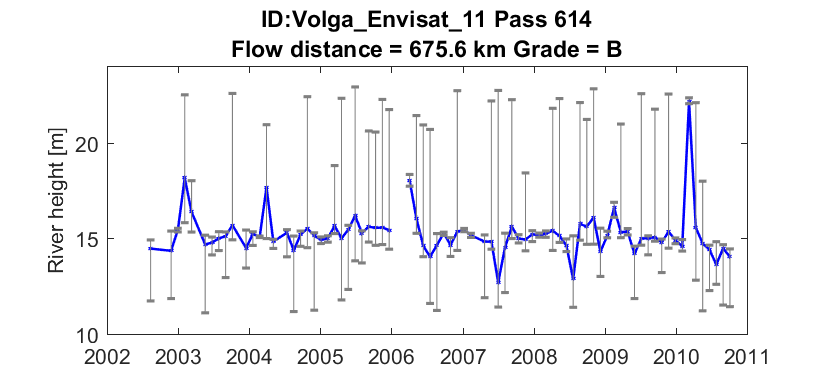 ID:Volga_Envisat_11 Pass 614
Flow distance = 675.6 km Grade = B
River height [m]
20
15
10
2002 2003 2004 2005 2006 2007 2008 2009 2010 2011